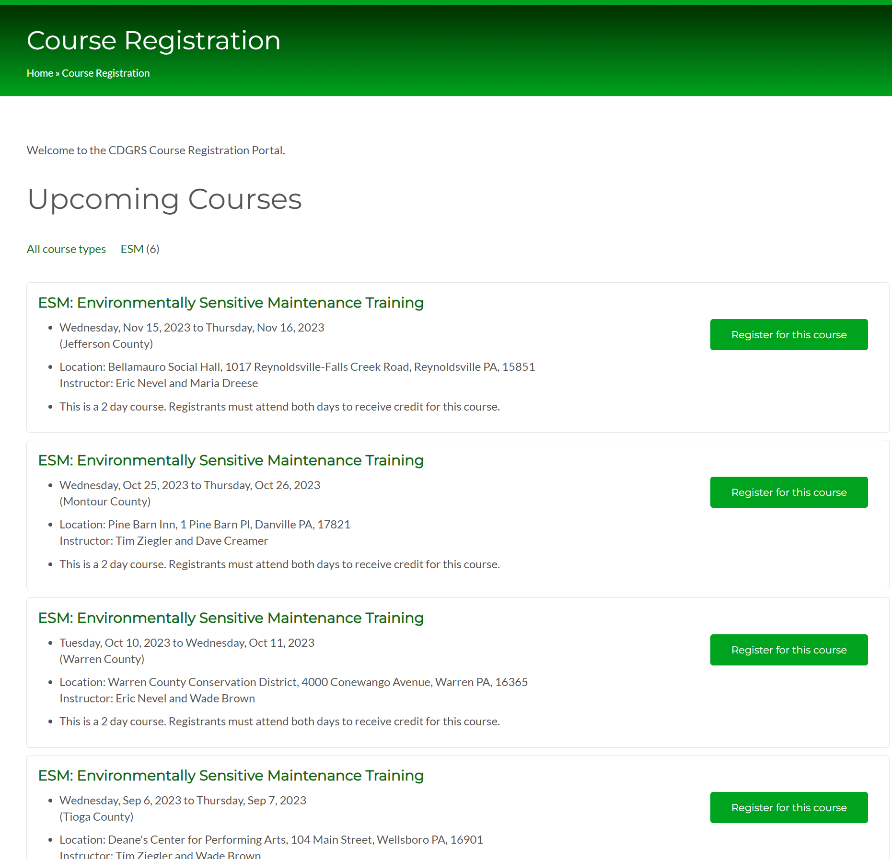 Course Registration
Home » Course Registration
Welcome to the CDGRS Course Registration Portal.
Upcoming Courses
All course types ESM (6)
ESM: Environmentally Sensitive Maintenance Training
Wednesday, Nov 15, 2023 to Thursday, Nov 16, 2023
(Jefferson County)
Register for this course
Location: Bellamauro Social Hall, 1017 Reynoldsville-Falls Creek Road, Reynoldsville PA, 15851
Instructor: Eric Nevel and Maria Dreese
This is a 2 day course. Registrants must attend both days to receive credit for this course.
ESM: Environmentally Sensitive Maintenance Training
Wednesday, Oct 25, 2023 to Thursday, Oct 26, 2023
(Montour County)
Register for this course
Location: Pine Barn Inn, 1 Pine Barn Pl, Danville PA, 17821
Instructor: Tim Ziegler and Dave Creamer
This is a 2 day course. Registrants must attend both days to receive credit for this course.
ESM: Environmentally Sensitive Maintenance Training
Tuesday, Oct 10, 2023 to Wednesday, Oct 11, 2023
(Warren County)
Register for this course
Location: Warren County Conservation District, 4000 Conewango Avenue, Warren PA, 16365
Instructor: Eric Nevel and Wade Brown
This is a 2 day course. Registrants must attend both days to receive credit for this course.
ESM: Environmentally Sensitive Maintenance Training
Wednesday, Sep 6, 2023 to Thursday, Sep 7, 2023
(Tioga County)
Register for this course
Location: Deane's Center for Performing Arts, 104 Main Street, Wellsboro PA, 16901
Instructor: Tim Ziegler and Wade Brown